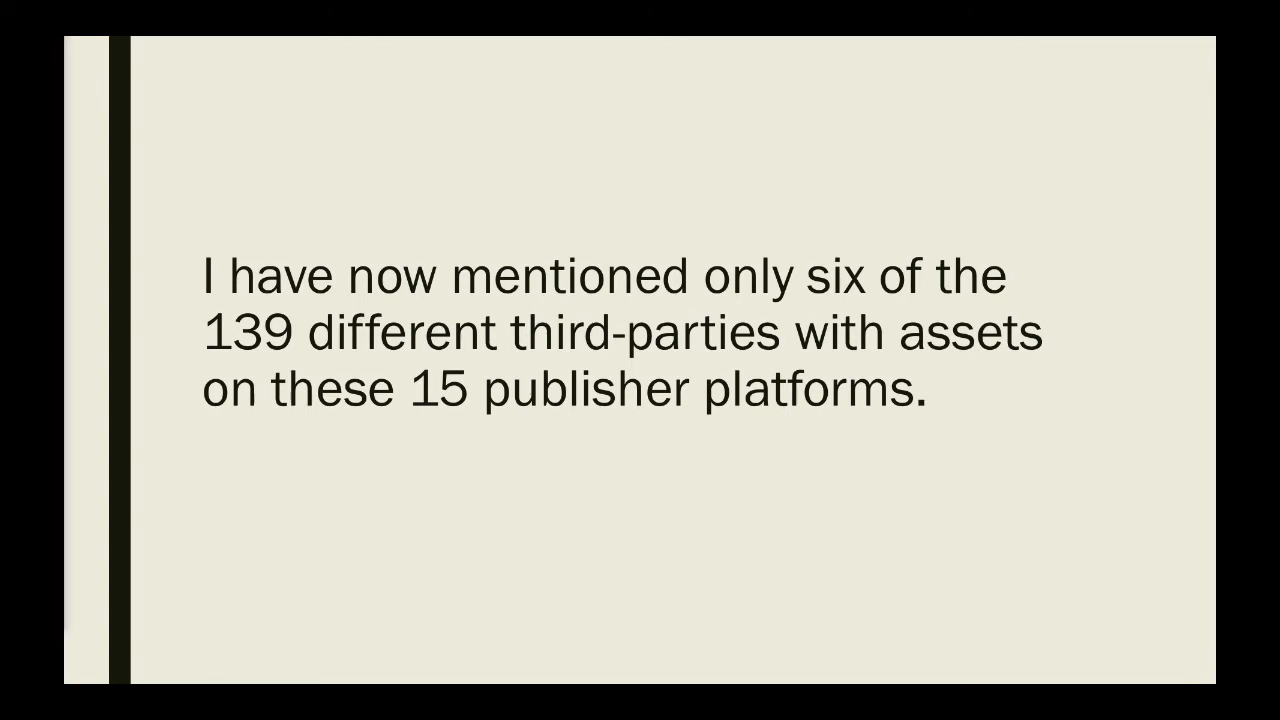 I have now mentioned only six of the
139 different third-parties with assets
on these 15 publisher platforms.